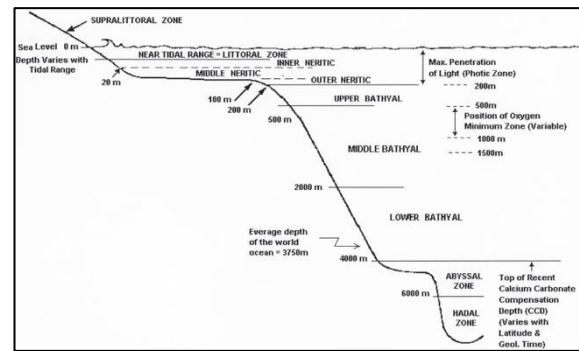 SUPRALITTORAL ZONE
Sea Level 0 m
NEAR TIDAL RANGE = LITTORAL ZONE
Depth Varies with
Tidal Range
INNER NERITIC
20 m
MIDDLE NERITIC
OUTER NERITIC
Max. Penetration
of Light (Photic Zone)
200m
100 m
200 m
UPPER BATHYAL
500 m
500m
Position of Oxygen
Minimum Zone (Variable)
1000m
MIDDLE BATHYAL
1500m
2000 m
LOWER BATHYAL
Everage depth
of the world
ocean = 3750m
4000 m
ABYSSAL
ZONE
6000 m
HADAL
ZONE
Top of Recent
Calcium Carbonate
Compensation
Depth (CCD)
(Varies with
Latitude &
Geol. Time)